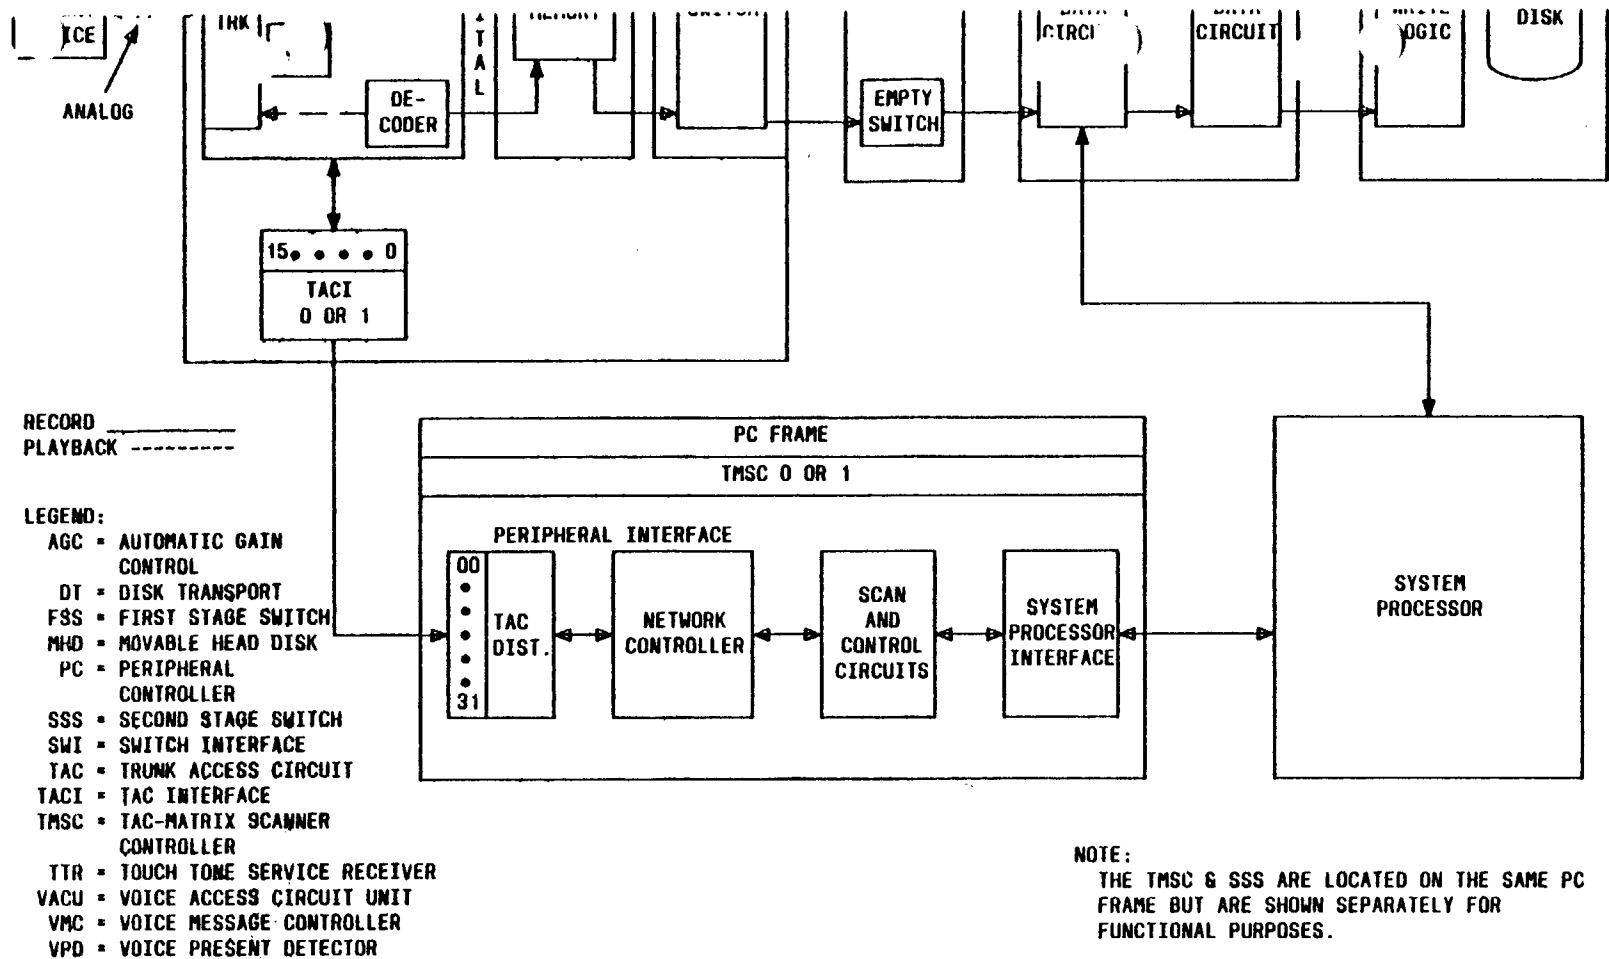 TRK
ITAL
DISK
CIRCUIT
ANALOG
DE-
CODER
EMPTY
SWITCH
15 0
TACI
0 OR 1
RECORD
PLAYBACK
PC FRAME
TMSC 0 OR 1
LEGEND:
AGC = AUTOMATIC GAIN
CONTROL
DT = DISK TRANSPORT
FSS = FIRST STAGE SWITCH
MHD = MOVABLE HEAD DISK
PC = PERIPHERAL
CONTROLLER
SSS = SECOND STAGE SWITCH
SWI = SWITCH INTERFACE
TAC = TRUNK ACCESS CIRCUIT
TACI = TAC INTERFACE
TMSC = TAC-MATRIX SCANNER
CONTROLLER
TTR = TOUCH TONE SERVICE RECEIVER
VACU = VOICE ACCESS CIRCUIT UNIT
VMC = VOICE MESSAGE CONTROLLER
VPD = VOICE PRESENT DETECTOR
PERIPHERAL INTERFACE
00
31
TAC
DIST.
NETWORK
CONTROLLER
SCAN
AND
CONTROL
CIRCUITS
SYSTEM
PROCESSOR
INTERFACE
SYSTEM
PROCESSOR
NOTE:
THE TMSC & SSS ARE LOCATED ON THE SAME PC
FRAME BUT ARE SHOWN SEPARATELY FOR
FUNCTIONAL PURPOSES.